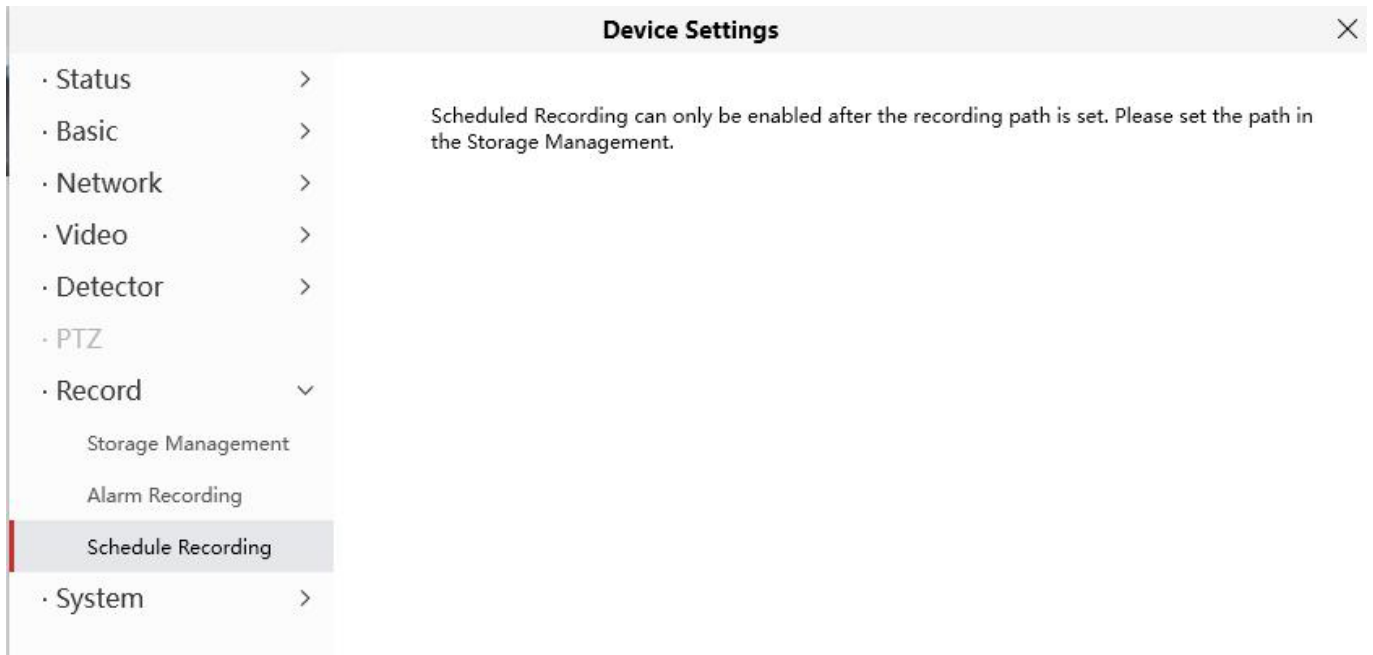 Device Settings
· Status
· Basic
· Network
· Video
· Detector
· PTZ
· Record
Storage Management
Alarm Recording
Schedule Recording
· System
Scheduled Recording can only be enabled after the recording path is set. Please set the path in
the Storage Management.